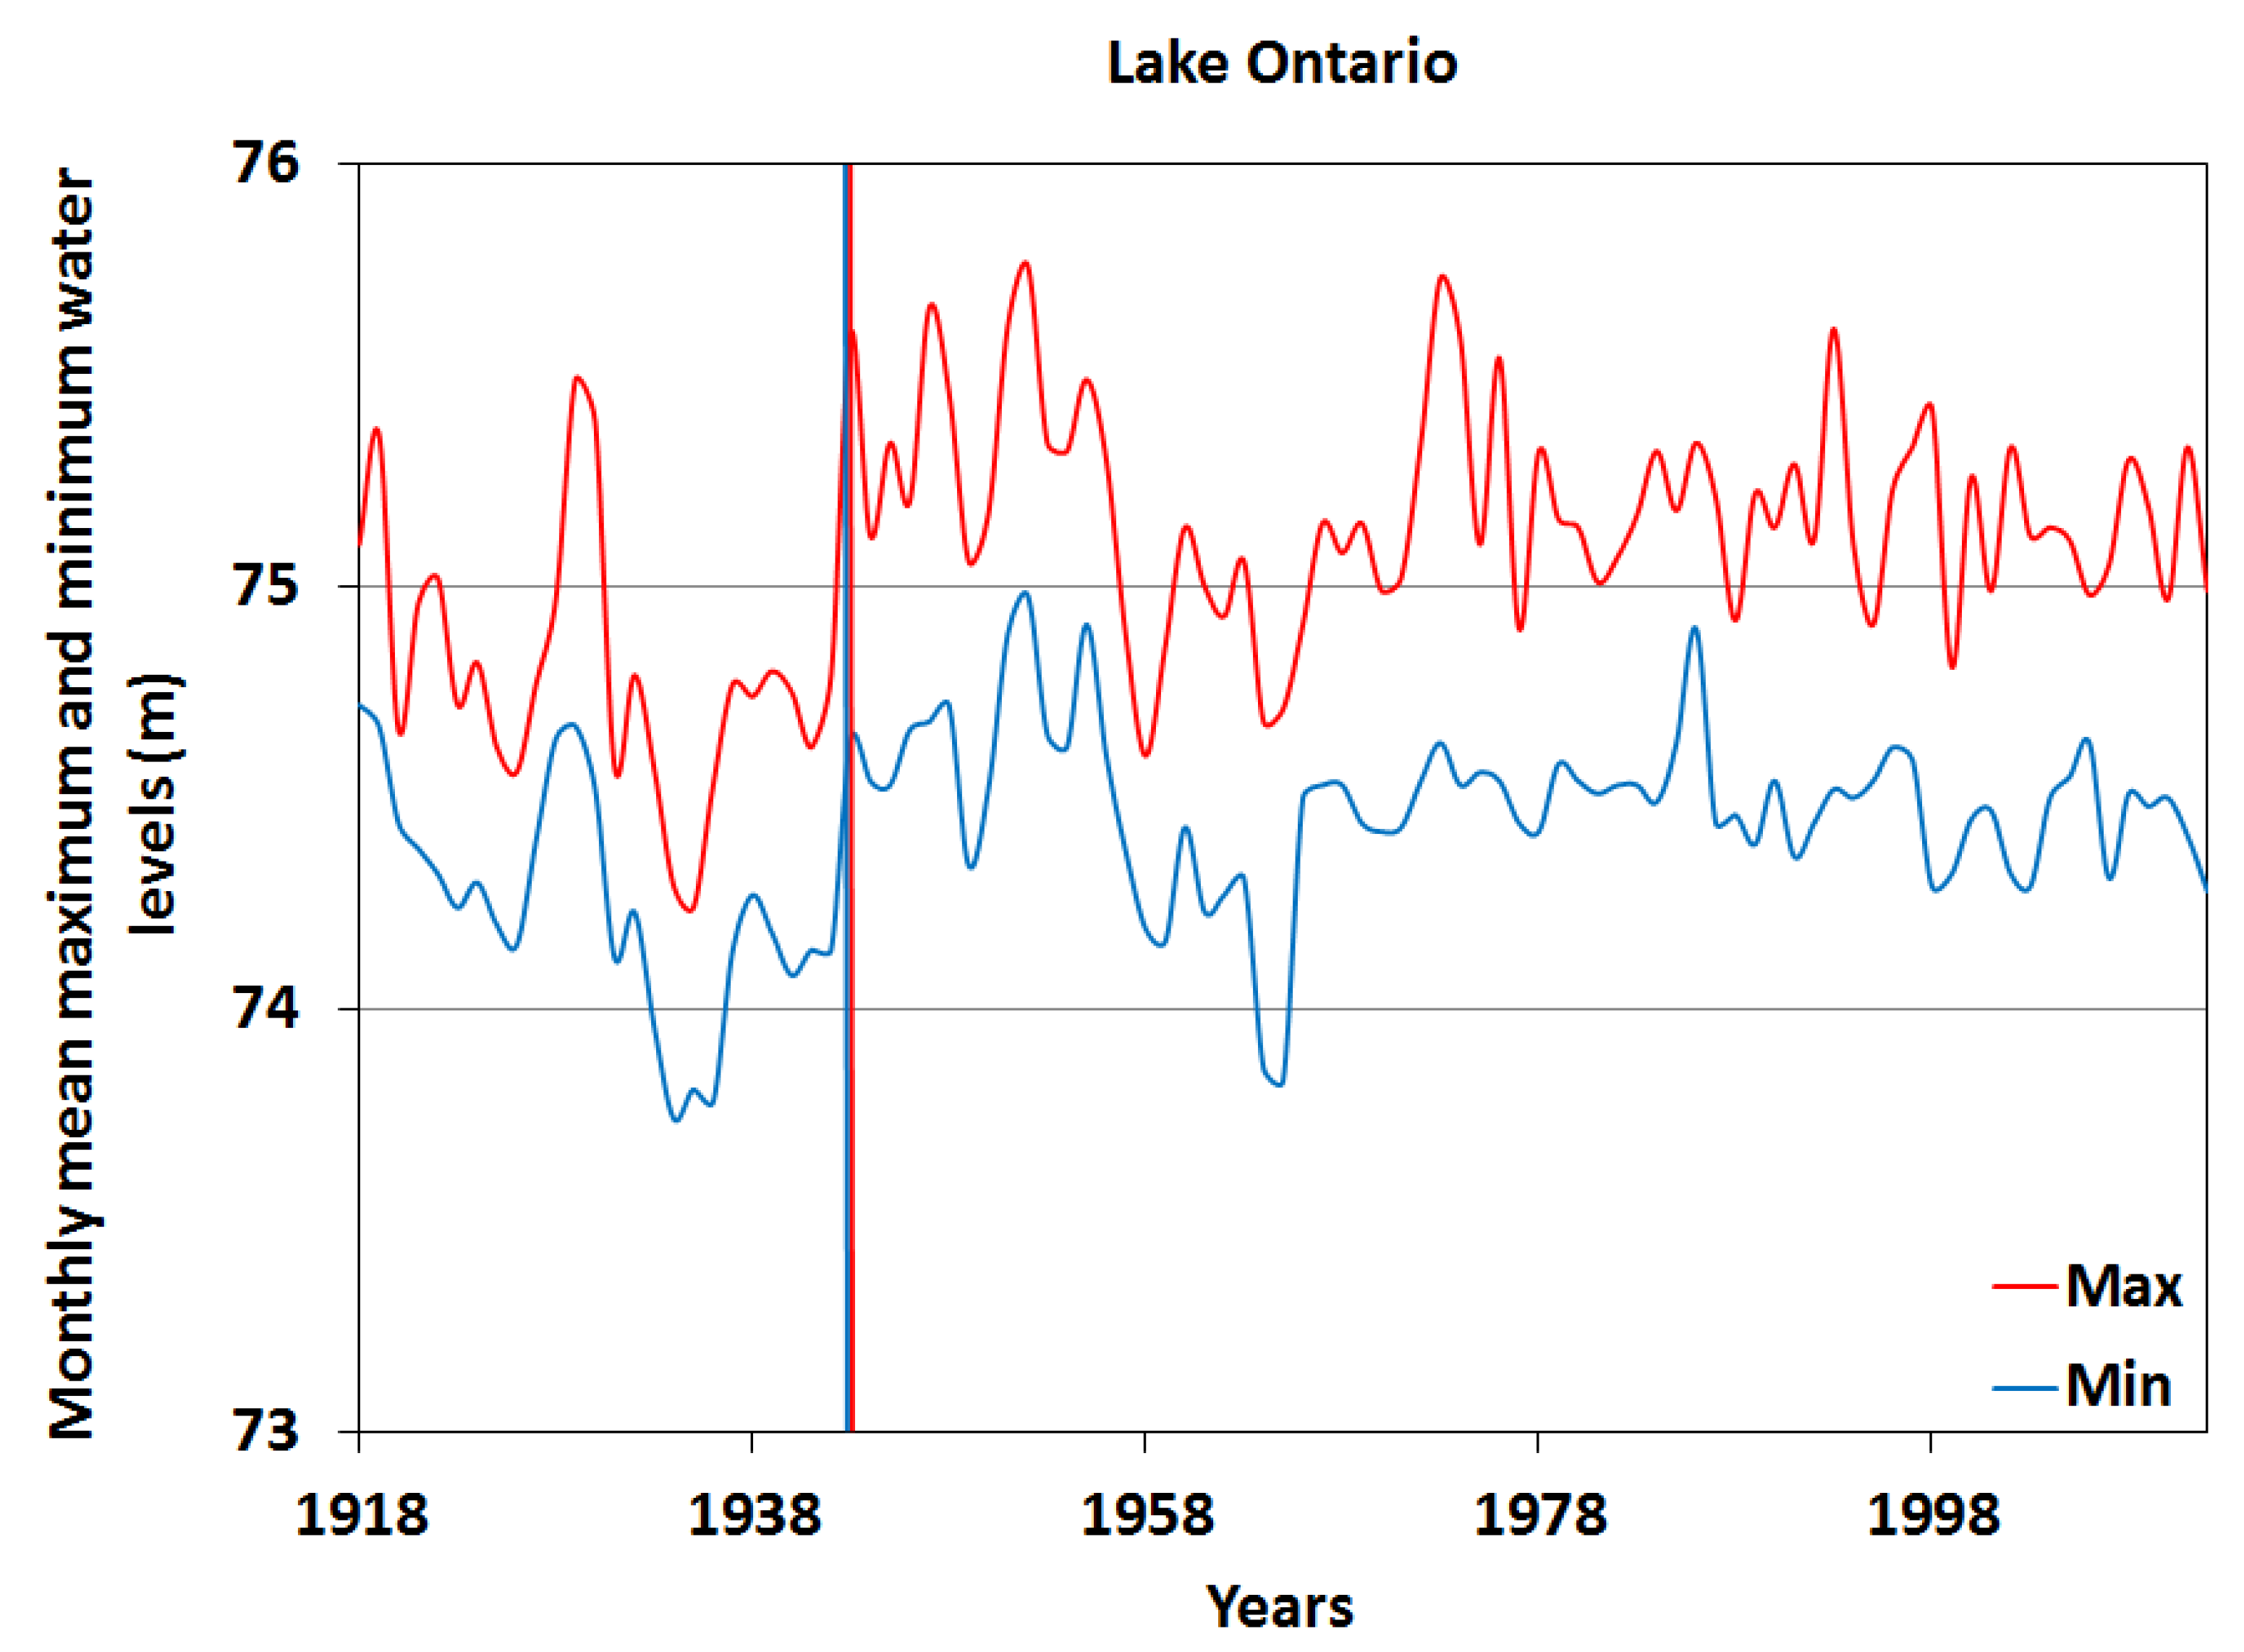 Lake Ontario
Monthly mean maximum and minimum water
levels (m)
76
75
74
73
Max
Min
1918 1938 1958 1978 1998
Years